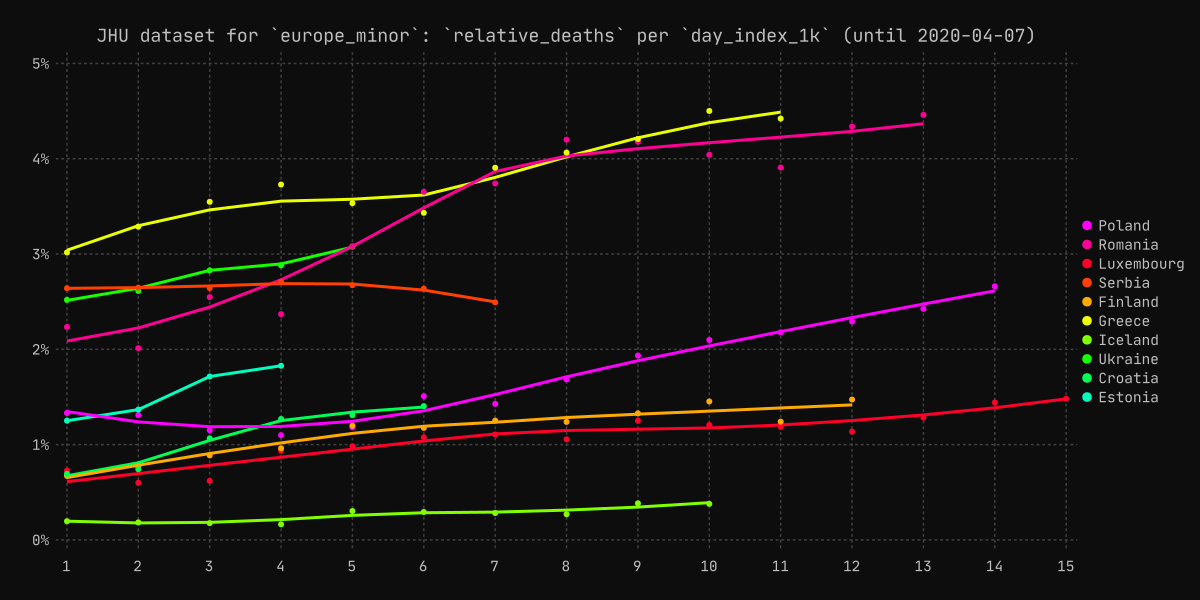 JHU dataset for `europe_minor`: `relative_deaths` per `day_index_1k` (until 2020-04-07)
5%
4%
3%
2%
1%
0%
1 2 3 4 5 6 7 8 9 10 11 12 13 14 15
Poland
Romania
Luxembourg
Serbia
Finland
Greece
Iceland
Ukraine
Croatia
Estonia